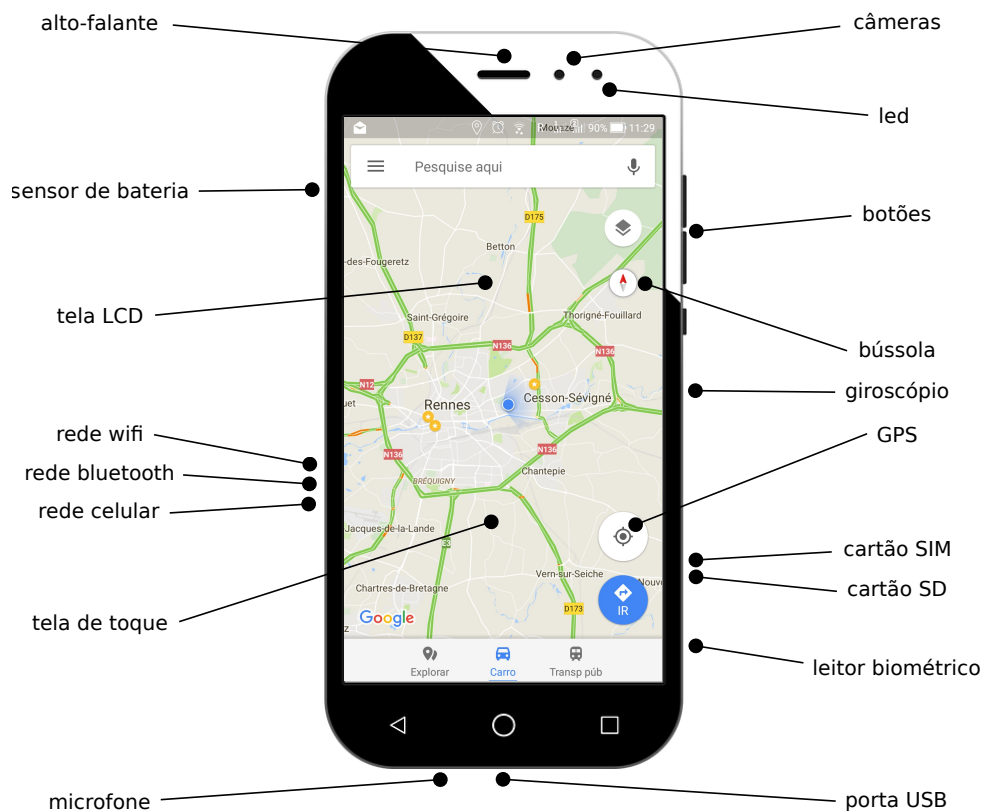 alto-falante
câmeras
led
Mouazé
90%
11:29
Pesquise aqui
sensor de bateria
botões
D175
Betton
-des-Fougeretz
tela LCD
Saint-Grégoire
Thorigné-Fouillard
bússola
D137
N136
N136
giroscópio
N12
Rennes
Cesson-Sévigné
uet
rede wifi
GPS
N136
N136
rede bluetooth
BRÉQUIGNY
Chantepie
rede celular
Jacques-de-la-Lande
cartão SIM
Vern-sur-Seiche
Nouv
cartão SD
Chartres-de-Bretagne
D173
IR
tela de toque
Google
z
leitor biométrico
Explorar
Carro
Transp púb
microfone
porta USB